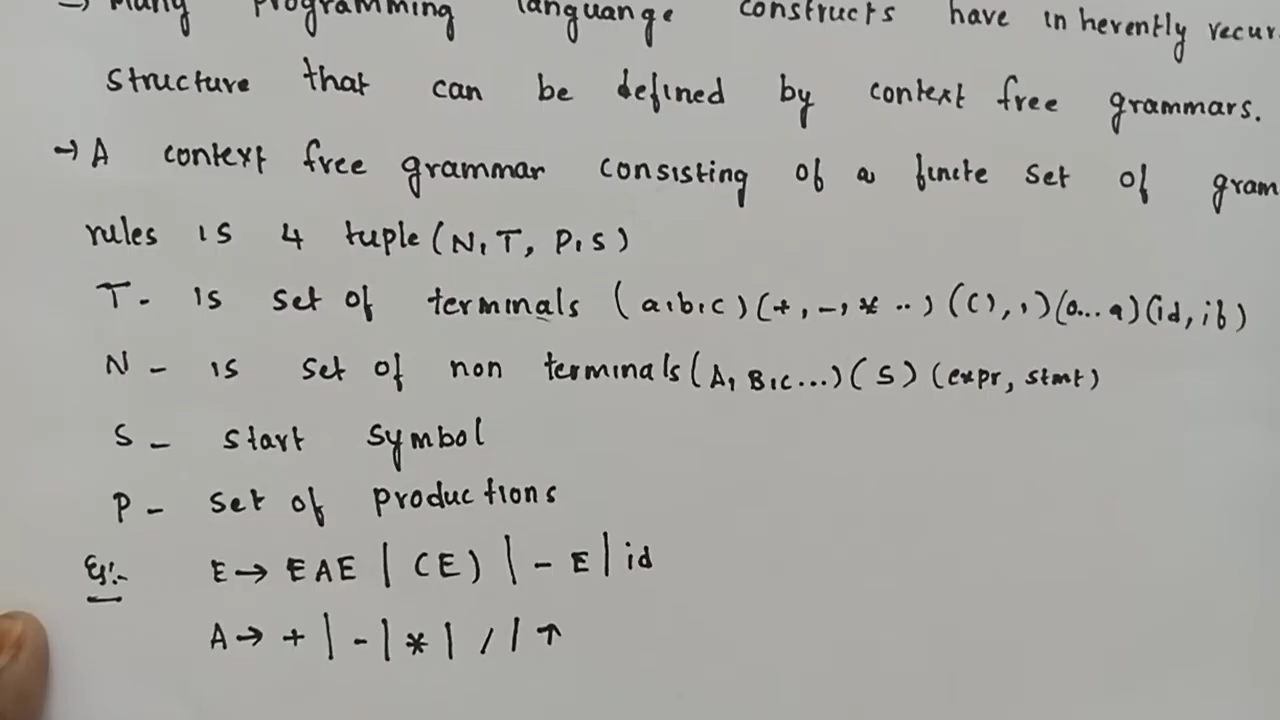 → Many programming languange constructs have in herently recur
structure that can be defined by context free grammars.
→ A context free grammar consisting of a finite set of gram
rules is 4 tuple (N, T, P, S)
T - is set of terminals (a,b,c) (+, -, * ..) ( ( ) , , ) (0...9) (id, if)
N - is set of non terminals (A, B, C...) (S) (expr, stmt)
S - start symbol
P - set of productions
Eg:- E → EAE | (E) | - E | id
A → + | - | * | / | ↑